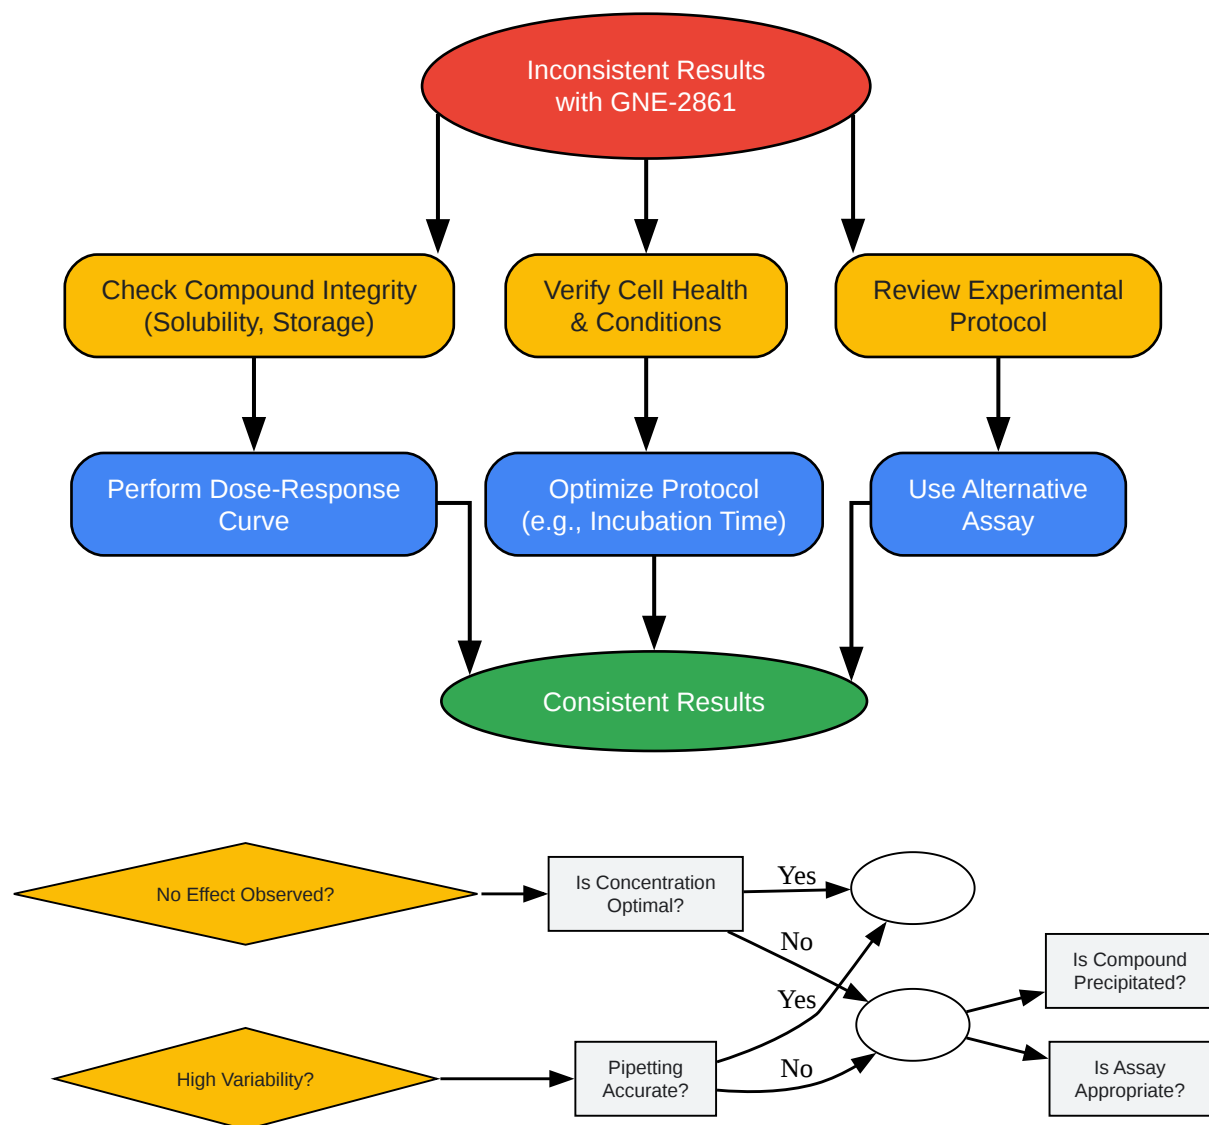 Inconsistent Results
with GNE-2861
Check Compound Integrity
(Solubility, Storage)
Verify Cell Health
& Conditions
Review Experimental
Protocol
Perform Dose-Response
Curve
Optimize Protocol
(e.g., Incubation Time)
Use Alternative
Assay
Consistent Results
No Effect Observed?
Is Concentration
Optimal?
Yes
No
Is Compound
Precipitated?
High Variability?
Pipetting
Accurate?
Yes
No
Is Assay
Appropriate?